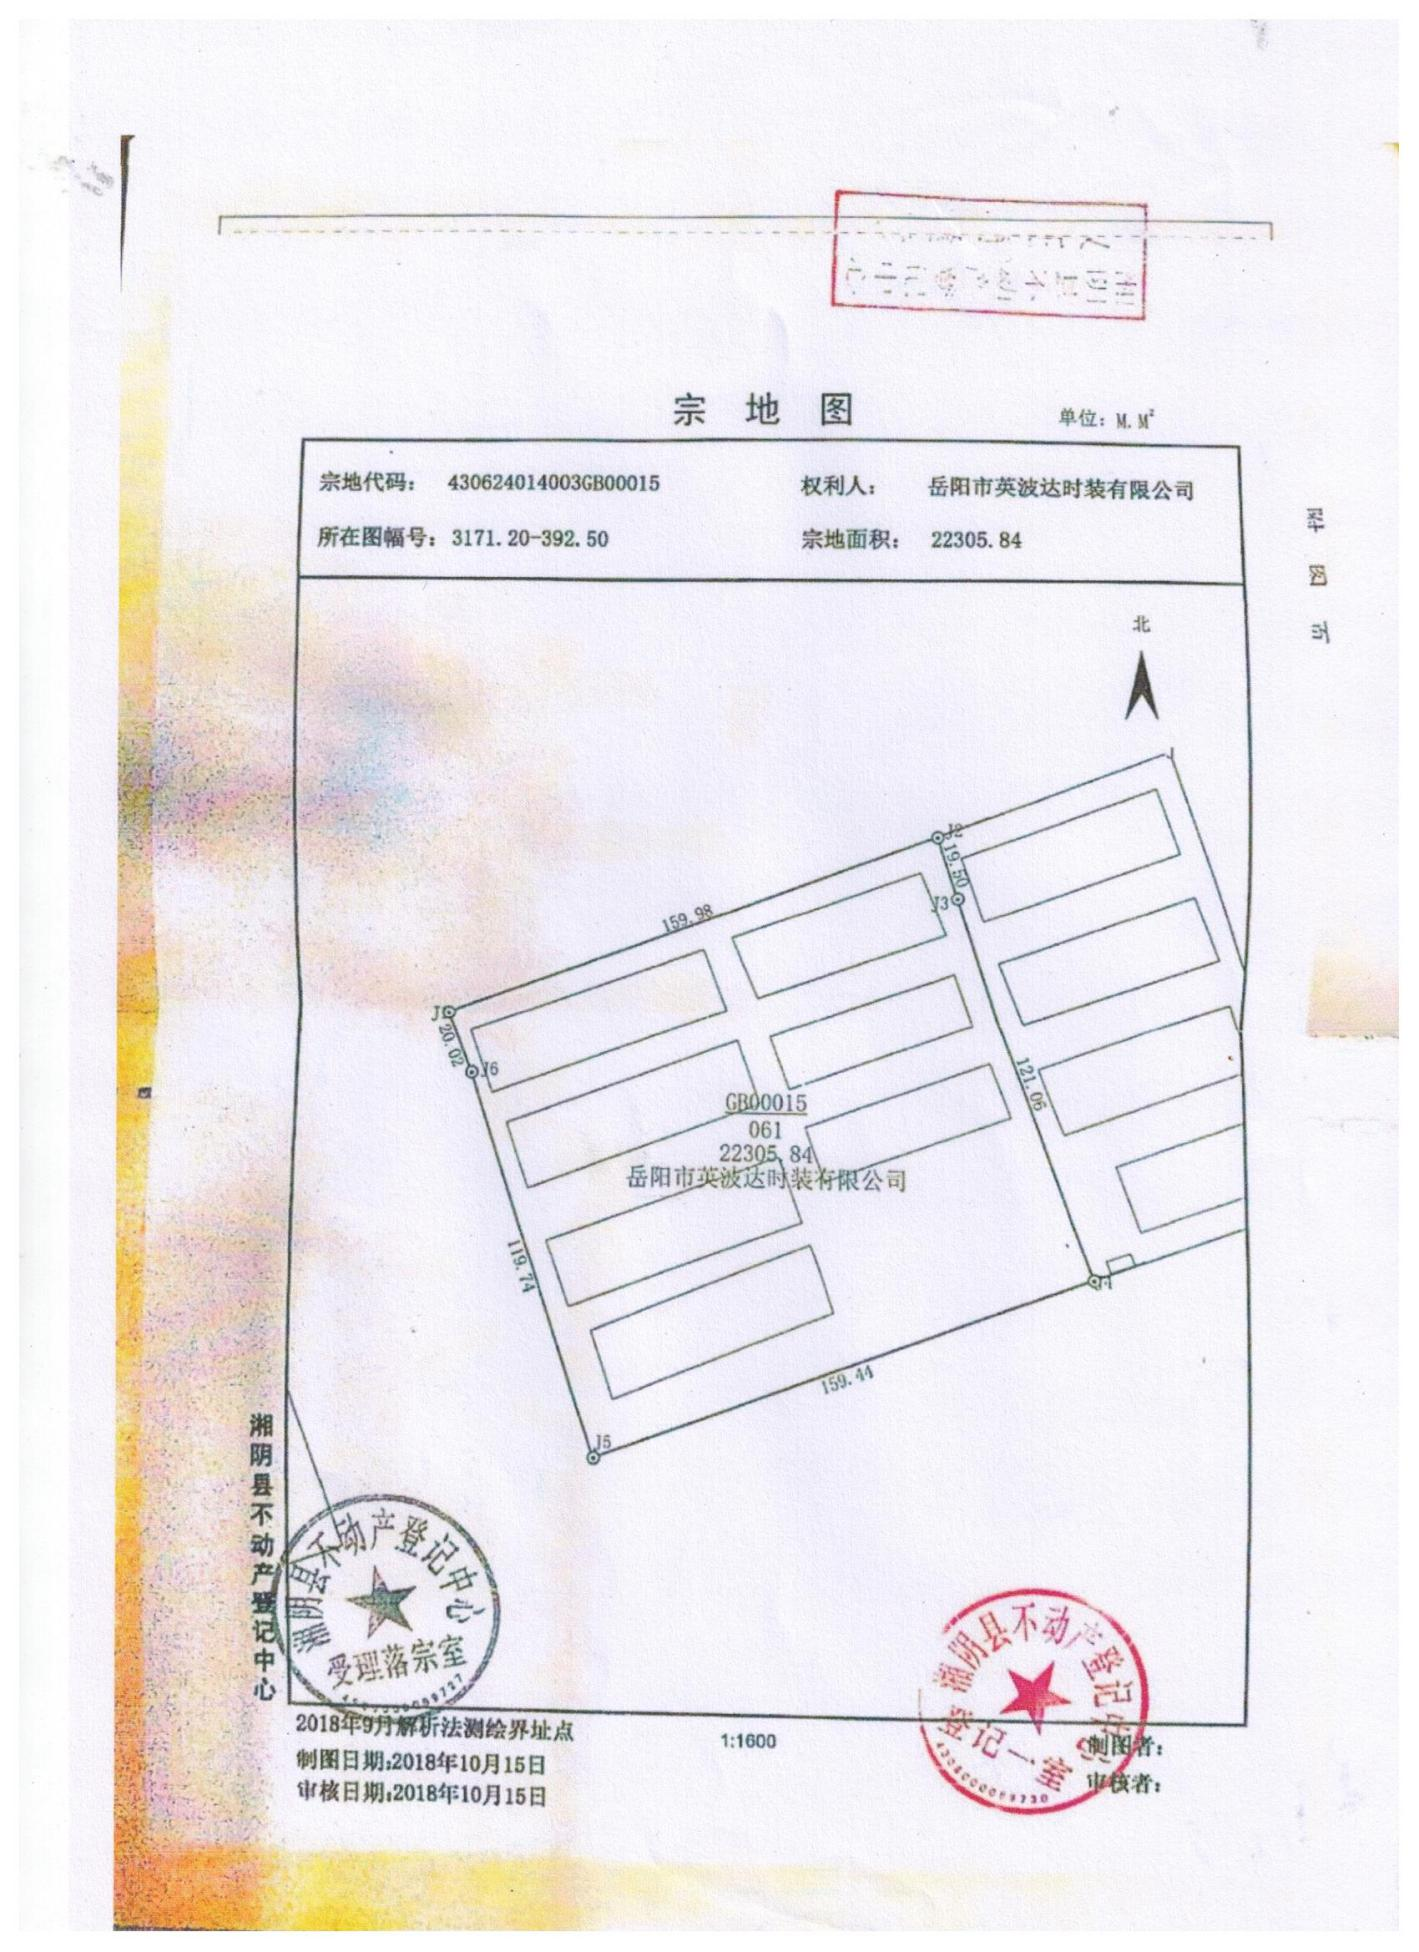 宗 地 图
单位：M.M²
宗地代码： 430624014003GB00015
权利人： 岳阳市英波达时装有限公司
所在图幅号：3171.20-392.50
宗地面积： 22305.84
附 图 页
北
J2
19.50
J3
159.98
20.02
J6
121.06
GB00015
061
22305.84
岳阳市英波达时装有限公司
119.74
159.44
J5
湘阴县不动产登记中心
湘阴县不动产登记中心
受理落宗室
湘阴县不动产登记中心
登记一室
2018年9月解析法测绘界址点
1:1600
制图者：
制图日期:2018年10月15日
审核者：
审核日期:2018年10月15日